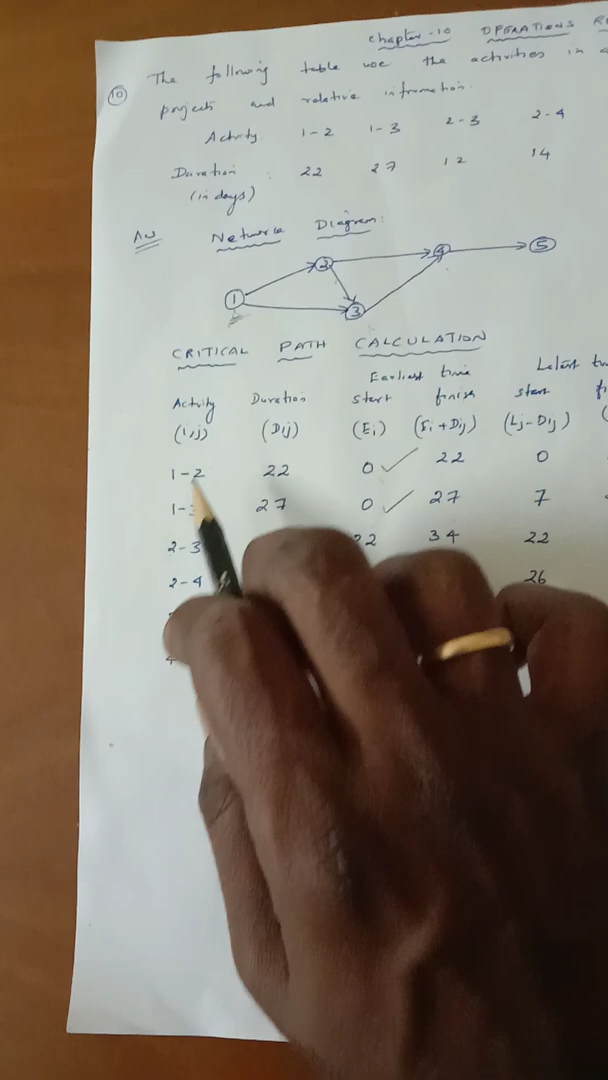 chapter-10 OPERATIONS
10 The following table use the activities in a
project and relative infromation.
Activity 1-2 1-3 2-3 2-4
Duration : 22 27 12 14
(in days)
Ans Network Diagram:
2 4 5
1 3
CRITICAL PATH CALCULATION
Earliest time Latest
Activity Duration start finish start
(i,j) (Dij) (Ei) (Ei+Dij) (Lj-Dij)
1-2 22 0 ✓ 22 0
1-3 27 0 ✓ 27 7
2-3 22 34 22
2-4 26
4